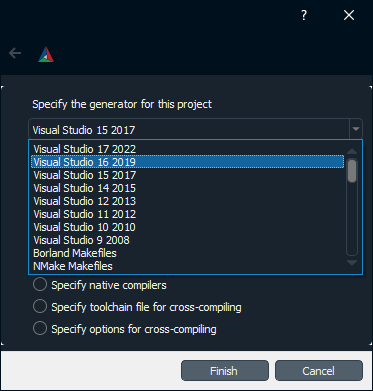 ?
Specify the generator for this project
Visual Studio 15 2017
Visual Studio 17 2022
Visual Studio 16 2019
Visual Studio 15 2017
Visual Studio 14 2015
Visual Studio 12 2013
Visual Studio 11 2012
Visual Studio 10 2010
Visual Studio 9 2008
Borland Makefiles
NMake Makefiles
Specify native compilers
Specify toolchain file for cross-compiling
Specify options for cross-compiling
Finish
Cancel